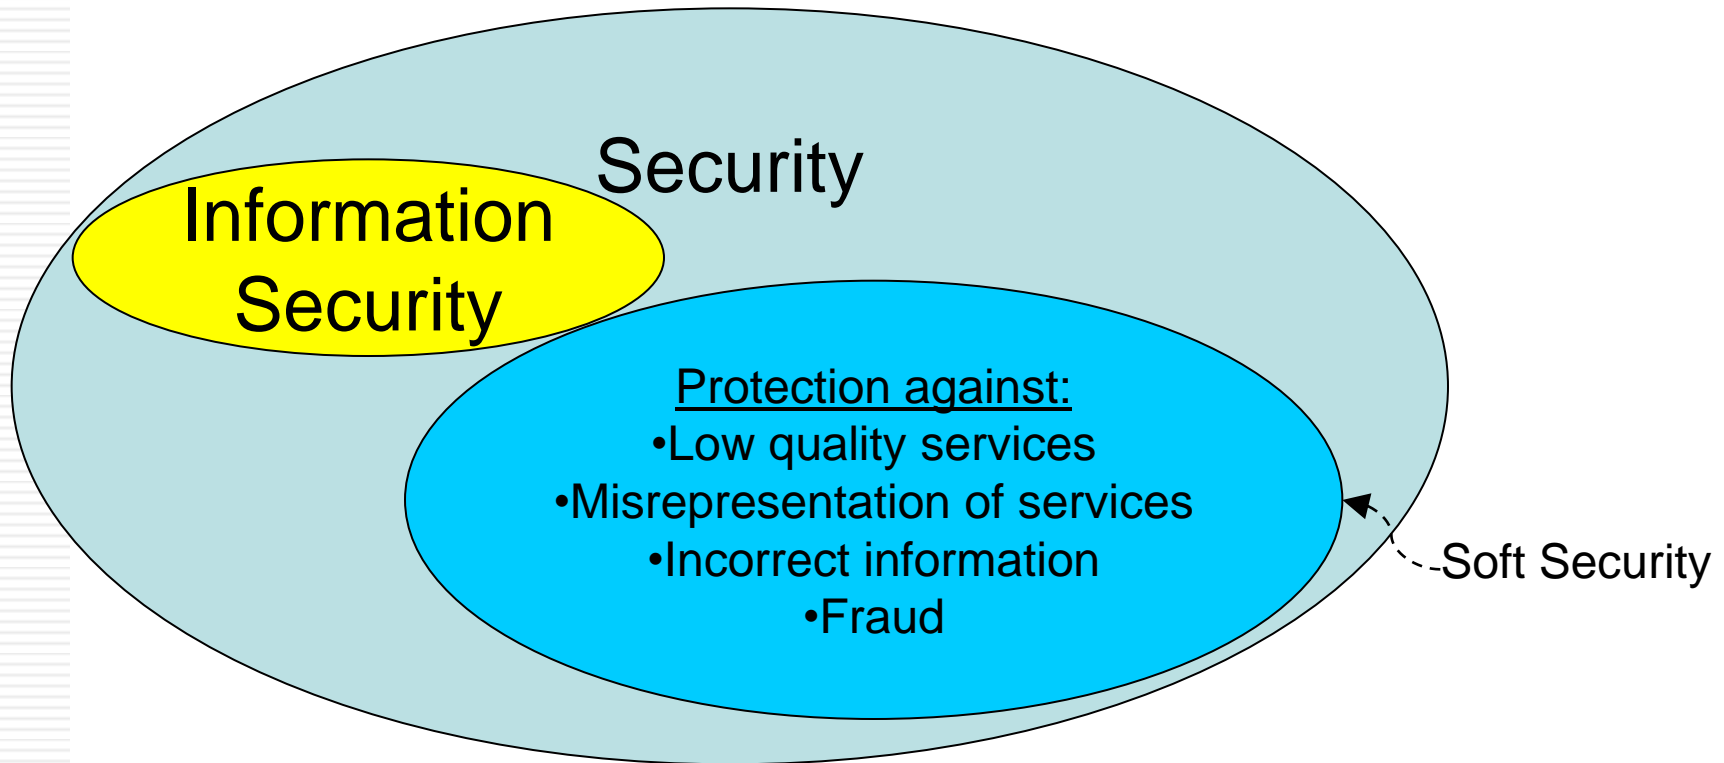 Security
Information
Security
Protection against:
•Low quality services
•Misrepresentation of services
•Incorrect information
•Fraud
Soft Security